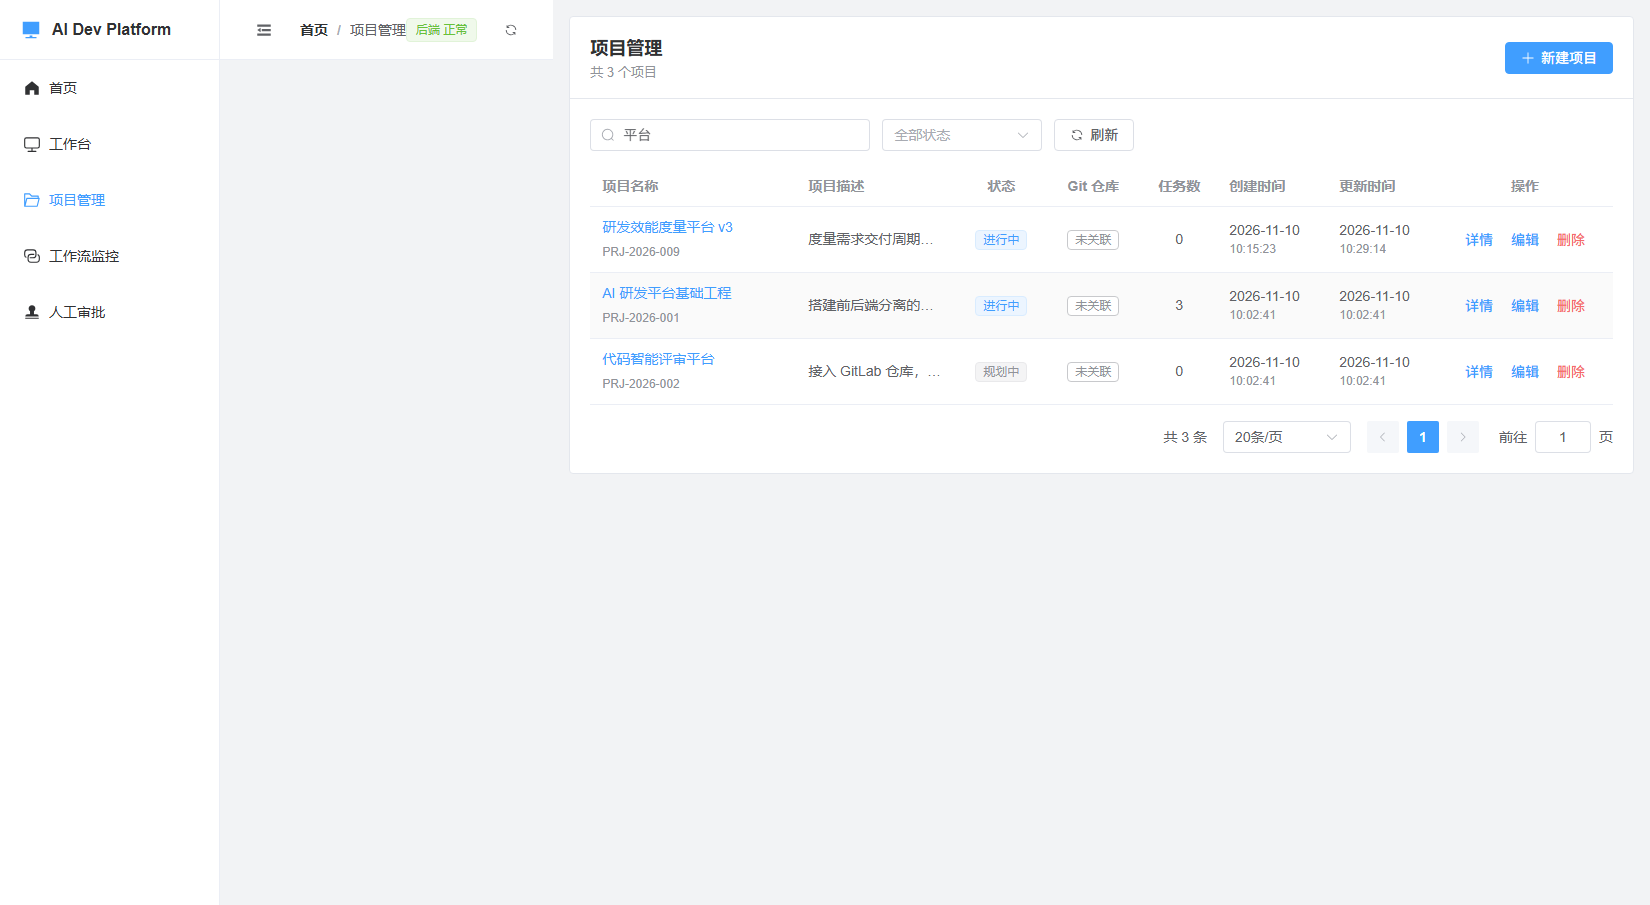 AI Dev Platform
首页
工作台
项目管理
工作流监控
人工审批
首页 / 项目管理 后端 正常
项目管理
共 3 个项目
新建项目
平台 全部状态 刷新
项目名称 项目描述 状态 Git 仓库 任务数 创建时间 更新时间 操作
研发效能度量平台 v3
PRJ-2026-009
度量需求交付周期… 进行中 未关联 0
2026-11-10
10:15:23
2026-11-10
10:29:14
详情 编辑 删除
AI 研发平台基础工程
PRJ-2026-001
搭建前后端分离的… 进行中 未关联 3
2026-11-10
10:02:41
2026-11-10
10:02:41
详情 编辑 删除
代码智能评审平台
PRJ-2026-002
接入 GitLab 仓库，… 规划中 未关联 0
2026-11-10
10:02:41
2026-11-10
10:02:41
详情 编辑 删除
共 3 条 20条/页 1 前往 1 页